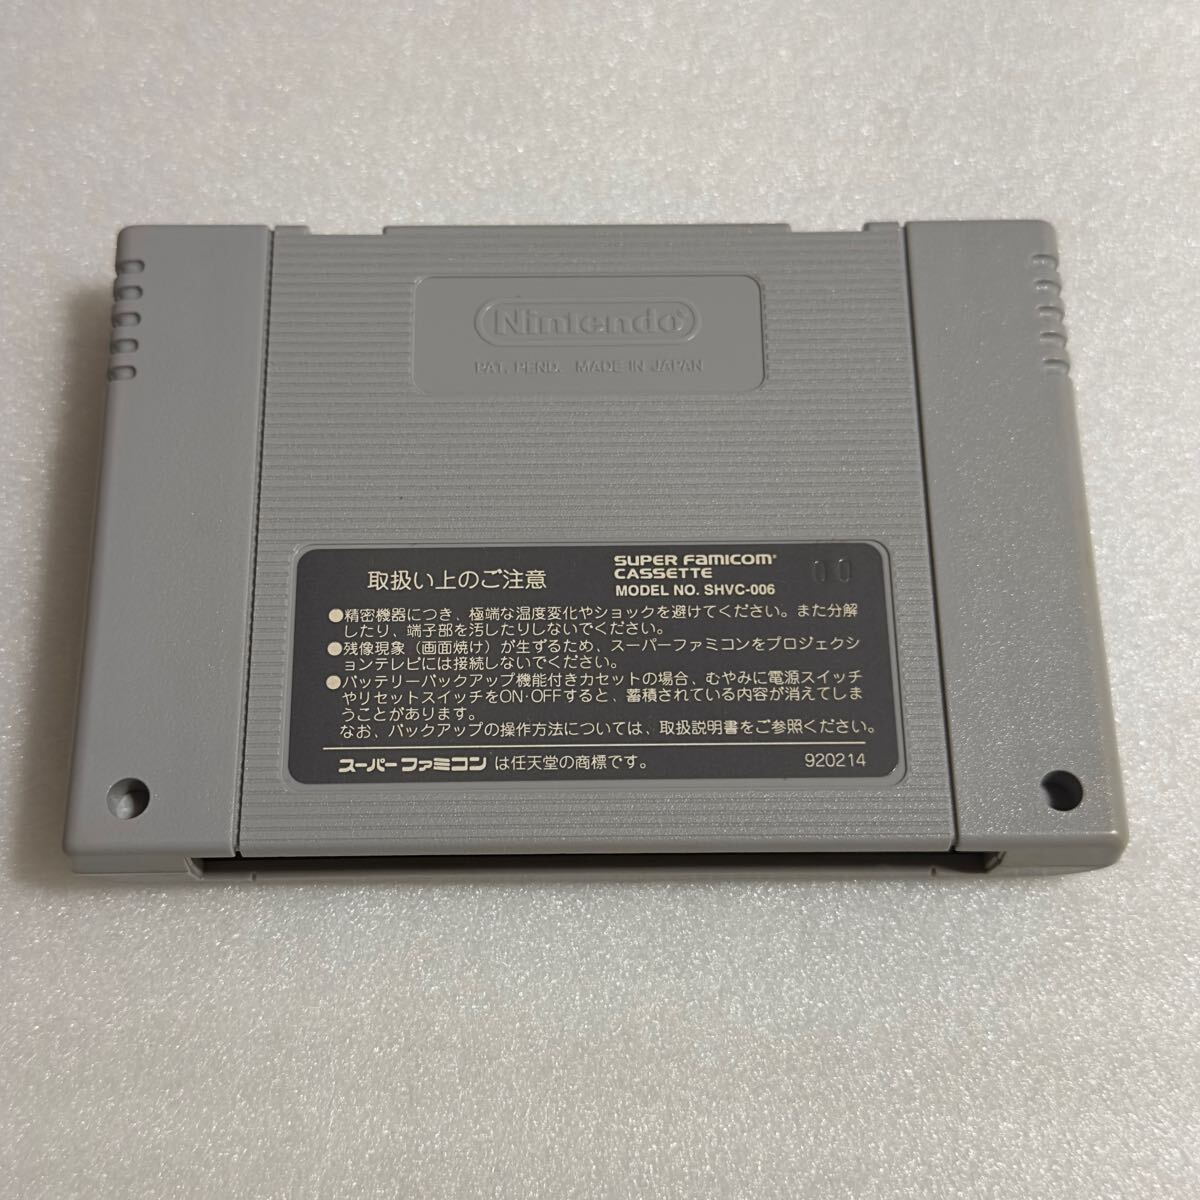 Nintendo
PAT. PEND. MADE IN JAPAN
取扱い上のご注意
SUPER FAMICOM
CASSETTE
MODEL NO. SHVC-006
00
●精密機器につき、極端な温度変化やショックを避けてください。また分解
したり、端子部を汚したりしないでください。
●残像現象（画面焼け）が生ずるため、スーパーファミコンをプロジェクシ
ョンテレビには接続しないでください。
●バッテリーバックアップ機能付きカセットの場合、むやみに電源スイッチ
やリセットスイッチをON·OFFすると、蓄積されている内容が消えてしま
うことがあります。
なお、バックアップの操作方法については、取扱説明書をご参照ください。
スーパーファミコン は任天堂の商標です。 920214